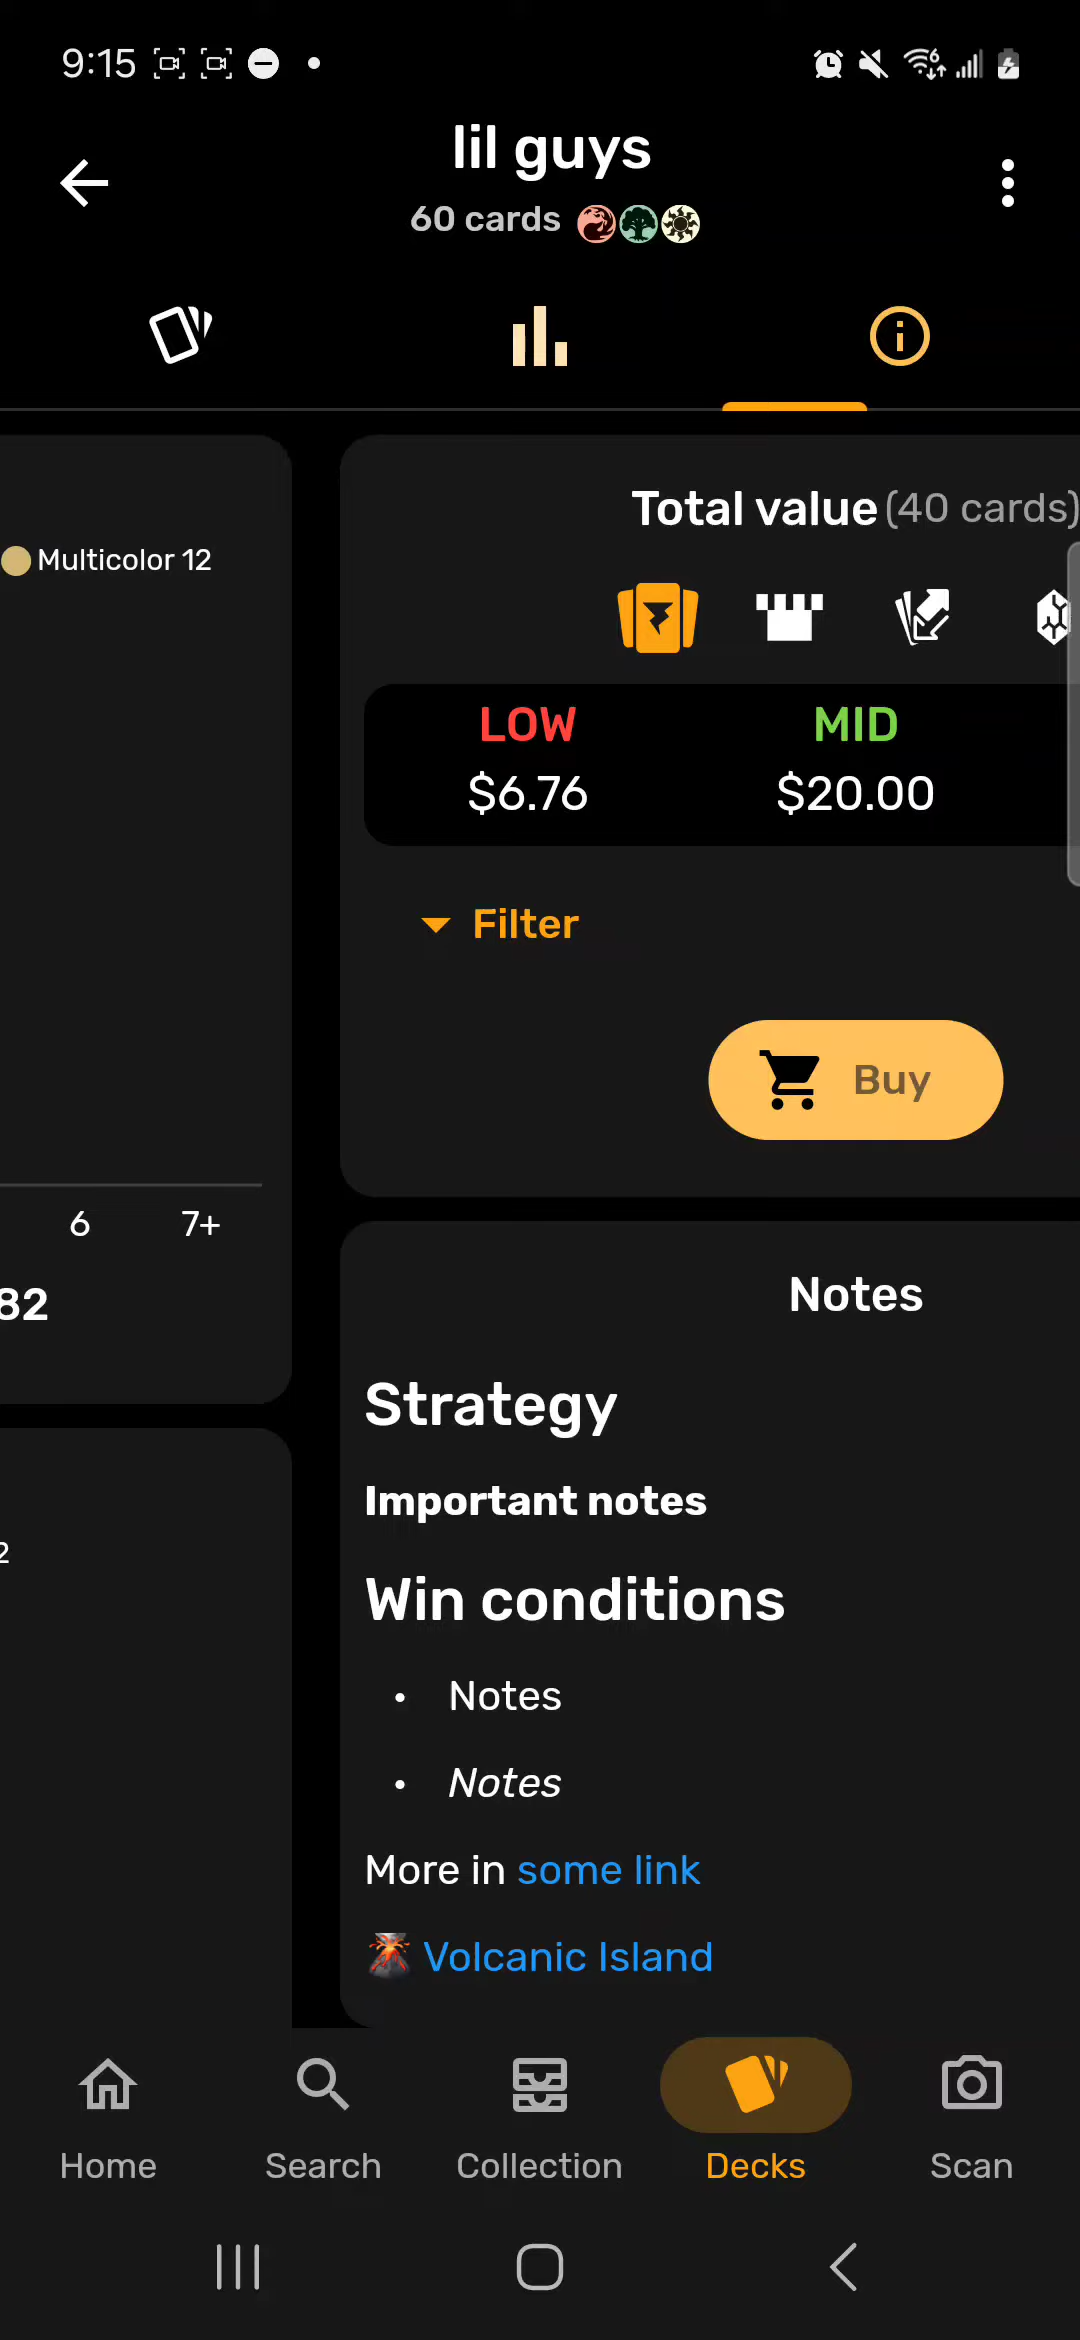 9:15
lil guys
60 cards
Total value (40 cards)
Multicolor 12
LOW
MID
$6.76
$20.00
Filter
Buy
6
7+
82
Notes
Strategy
Important notes
Win conditions
• Notes
• Notes
More in some link
🌋 Volcanic Island
Home
Search
Collection
Decks
Scan